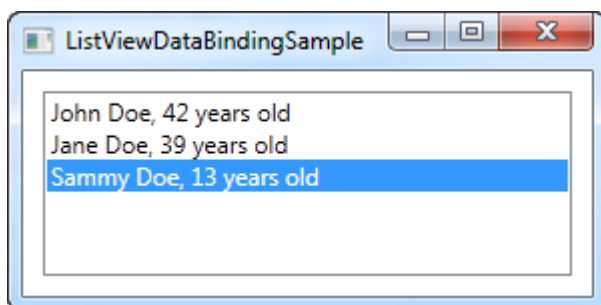 ListViewDataBindingSample
John Doe, 42 years old
Jane Doe, 39 years old
Sammy Doe, 13 years old